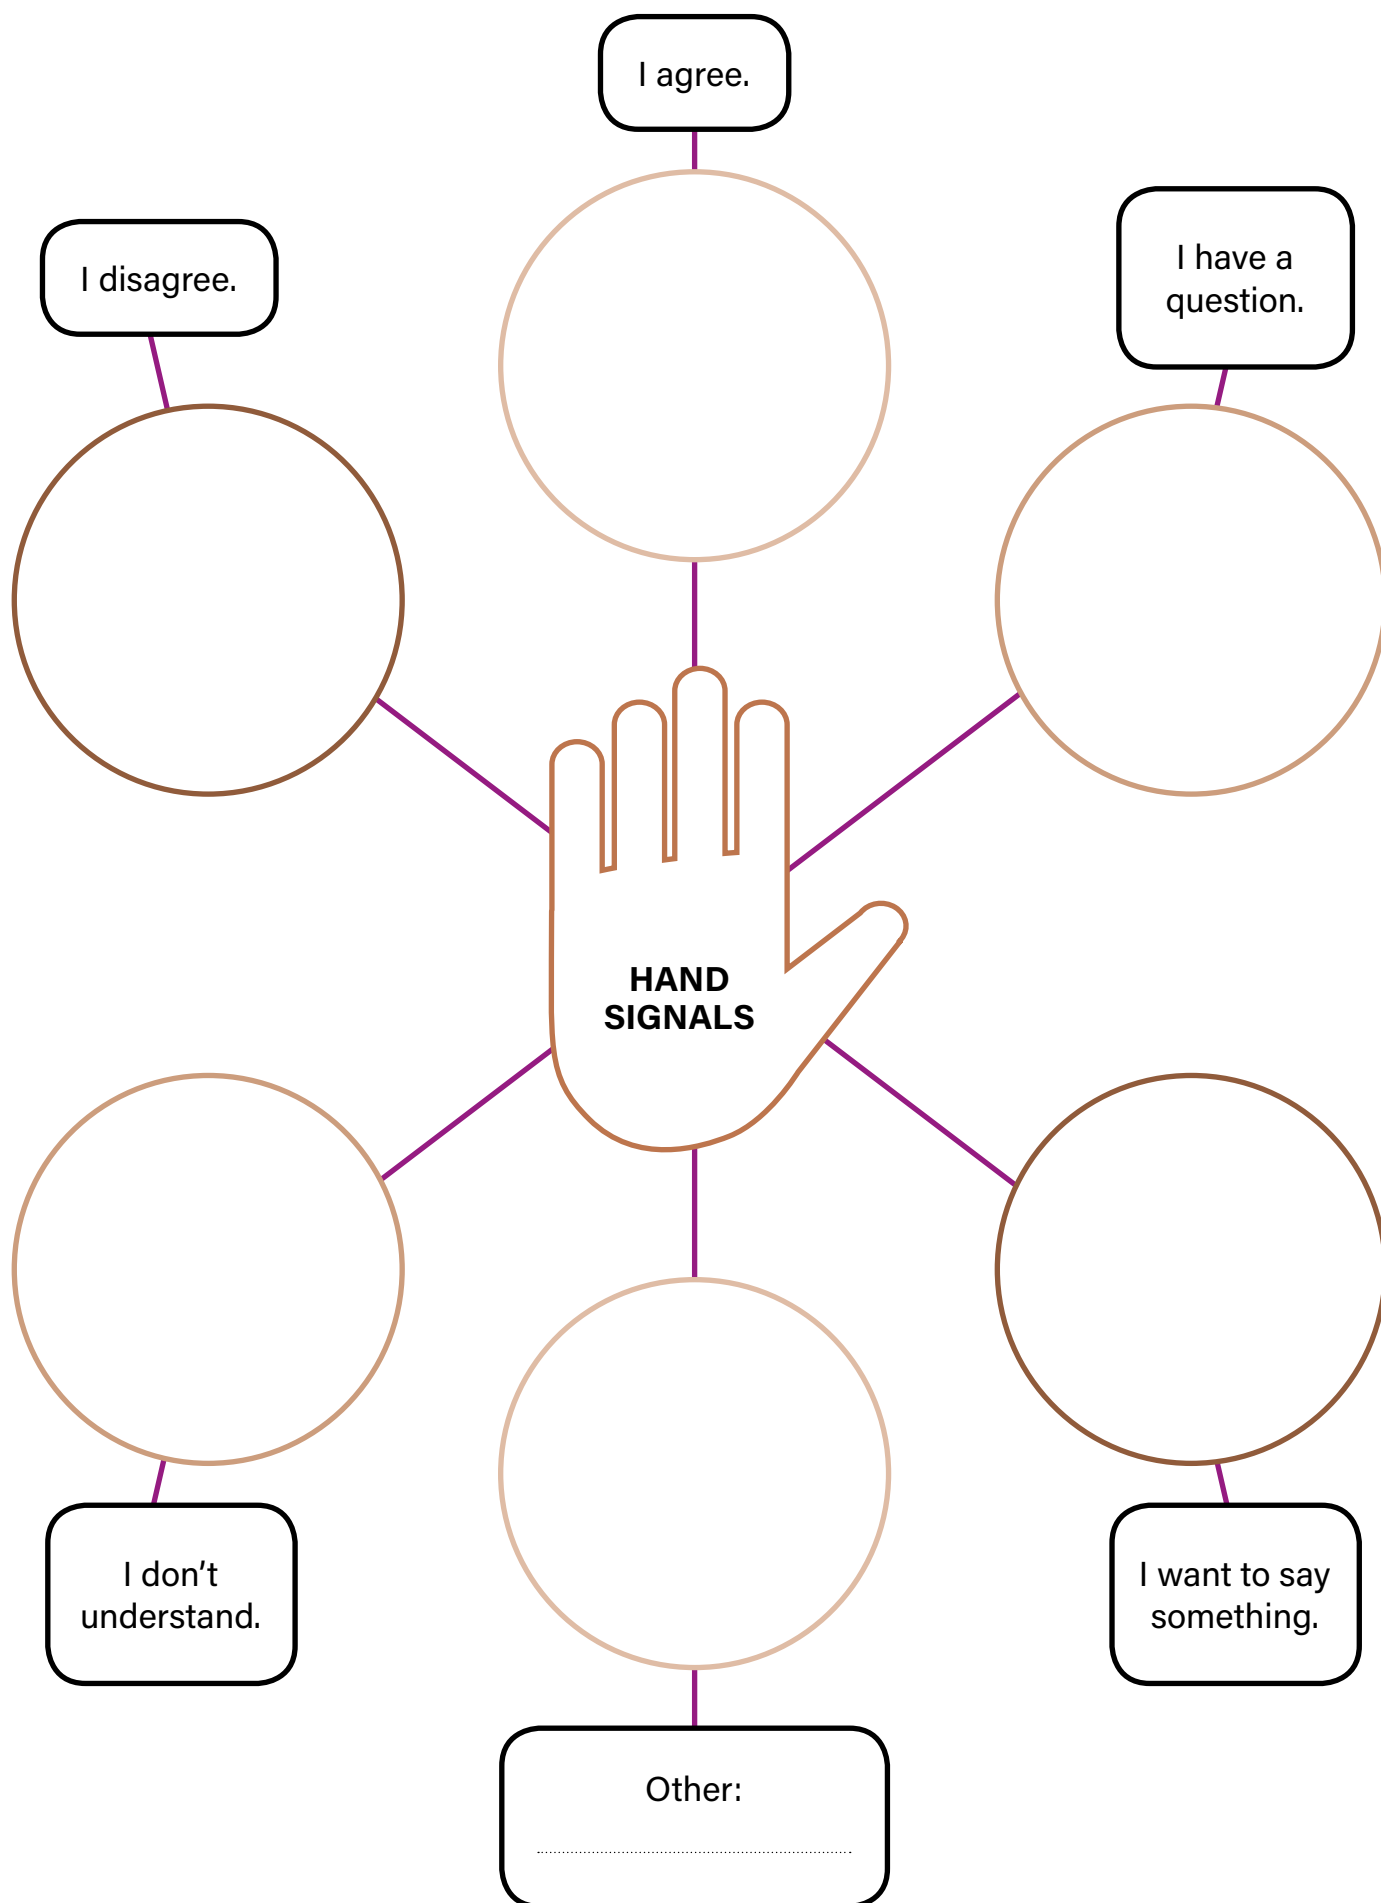 I agree.
I disagree.
I have a
question.
HAND
SIGNALS
I don't
understand.
I want to say
something.
Other: